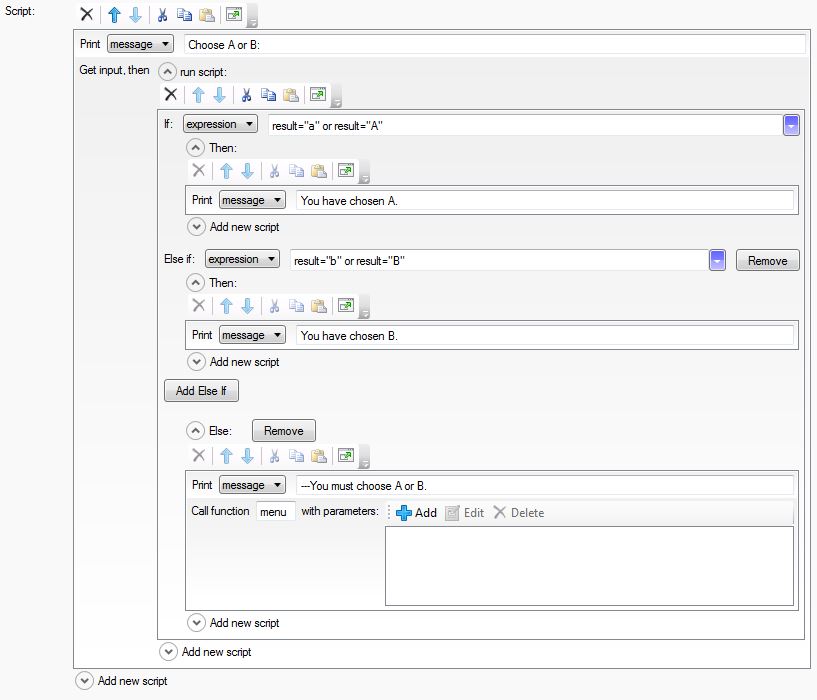 Script:
Print message Choose A or B:
Get input, then run script:
If: expression result="a" or result="A"
Then:
Print message You have chosen A.
Add new script
Else if: expression result="b" or result="B" Remove
Then:
Print message You have chosen B.
Add new script
Add Else If
Else: Remove
Print message ---You must choose A or B.
Call function menu with parameters: Add Edit Delete
Add new script
Add new script
Add new script